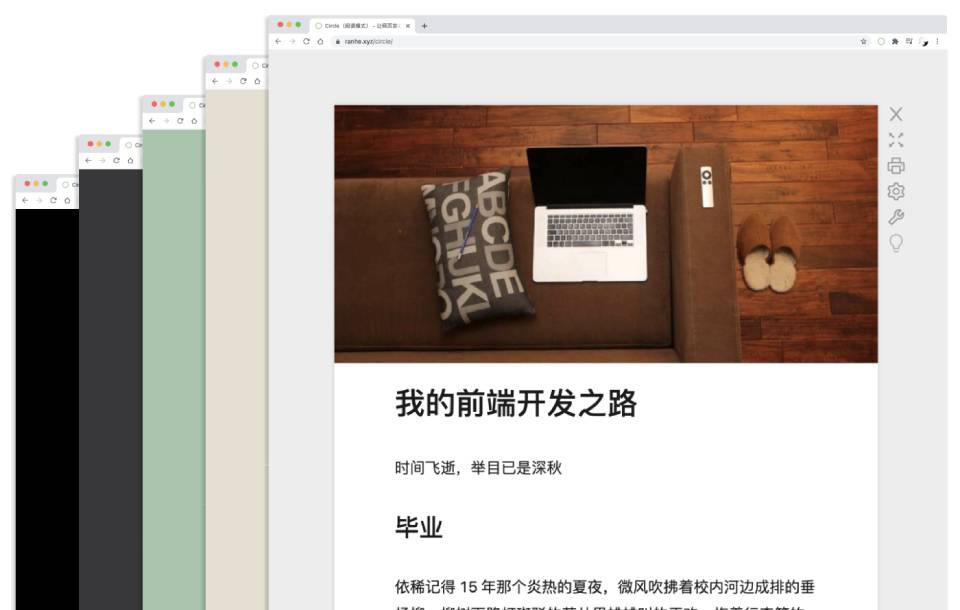 Circle（阅读模式）- 让网页变
ranhe.xyz/circle/
ABCDE
FGHIJKL
我的前端开发之路
时间飞逝，举目已是深秋
毕业
依稀记得 15 年那个炎热的夏夜，微风吹拂着校内河边成排的垂